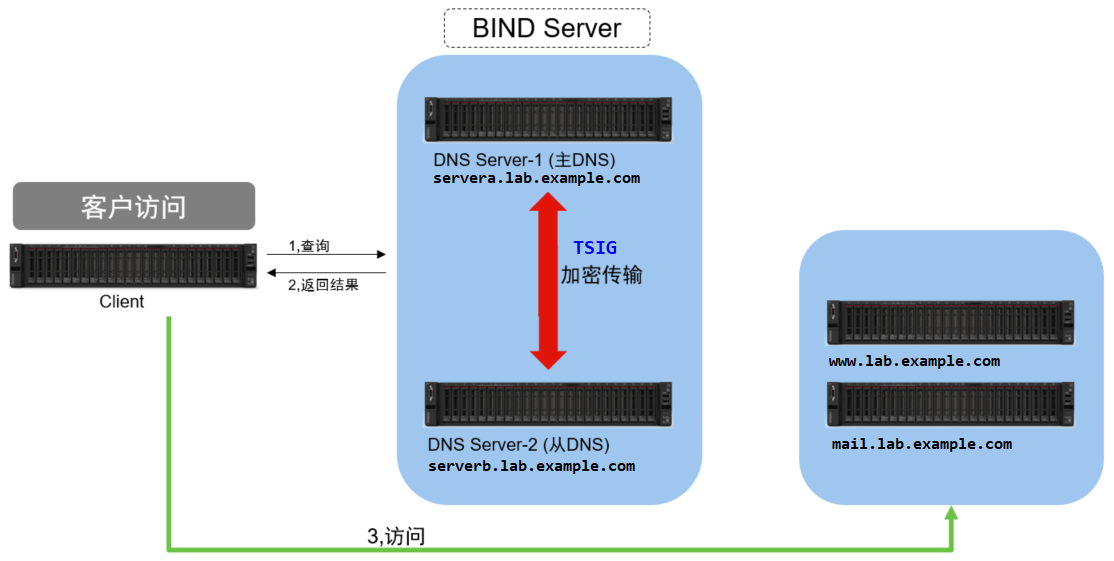 BIND Server
DNS Server-1 (主DNS)
servera.lab.example.com
客户访问
Client
1,查询
2,返回结果
TSIG
加密传输
DNS Server-2 (从DNS)
serverb.lab.example.com
www.lab.example.com
mail.lab.example.com
3,访问